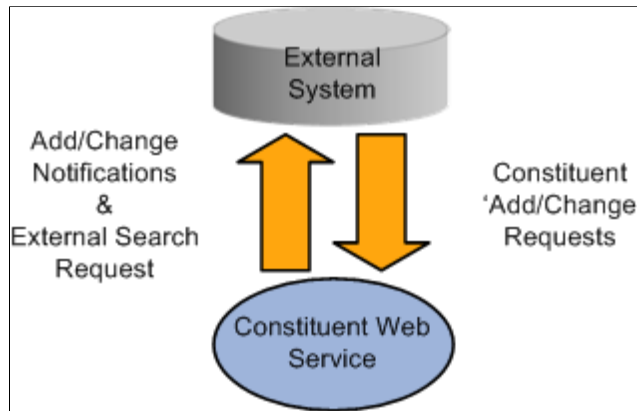 External
System
Add/Change
Notifications
&
External Search
Request
Constituent
‘Add/Change
Requests
Constituent Web
Service